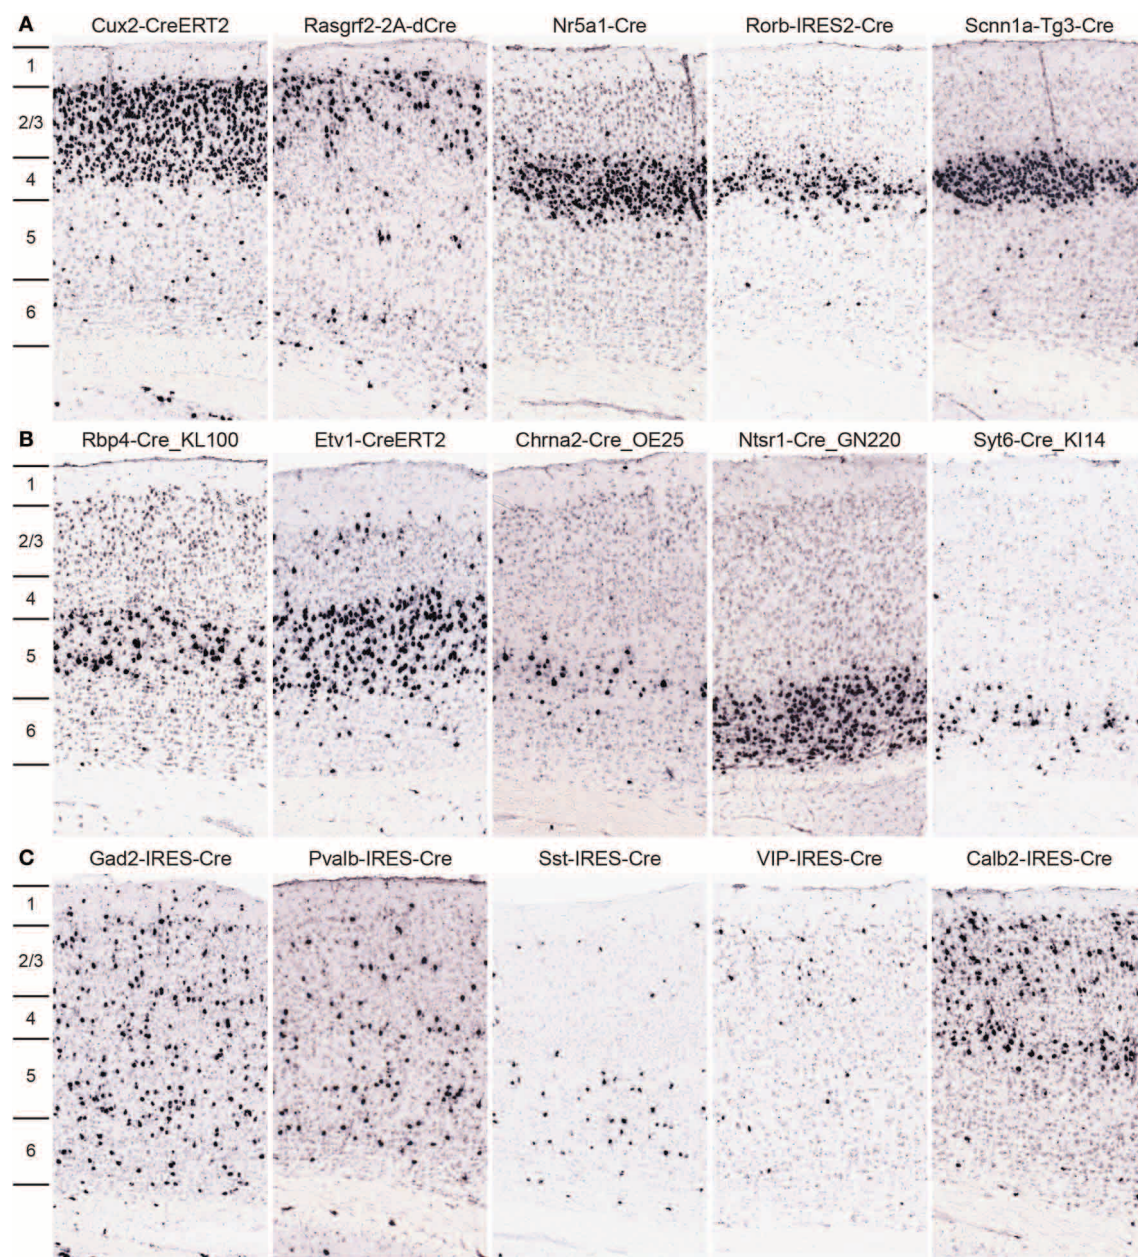 A
Cux2-CreERT2 Rasgrf2-2A-dCre Nr5a1-Cre Rorb-IRES2-Cre Scnn1a-Tg3-Cre
1
2/3
4
5
6
B
Rbp4-Cre_KL100 Etv1-CreERT2 Chrna2-Cre_OE25 Ntsr1-Cre_GN220 Syt6-Cre_KI14
1
2/3
4
5
6
C
Gad2-IRES-Cre Pvalb-IRES-Cre Sst-IRES-Cre VIP-IRES-Cre Calb2-IRES-Cre
1
2/3
4
5
6